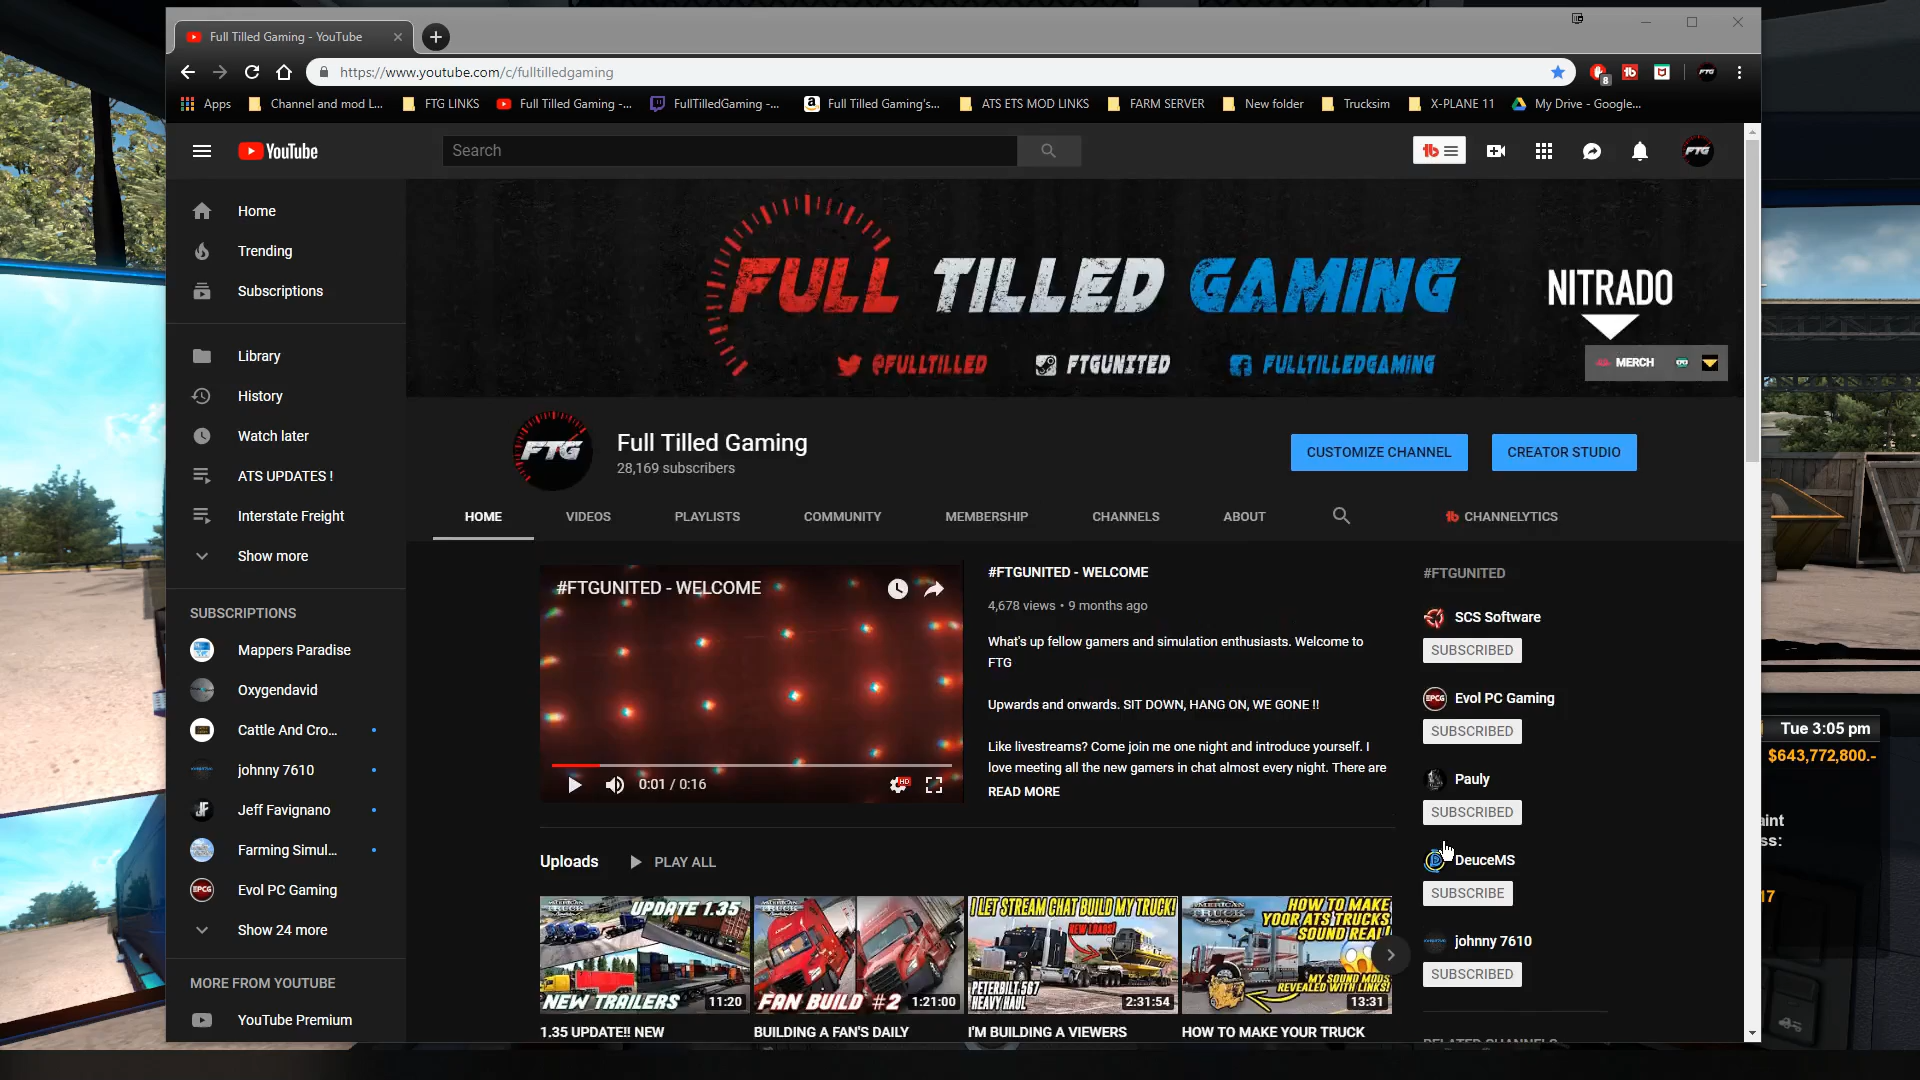 Full Tilled Gaming - YouTube
https://www.youtube.com/c/fulltilledgaming
8
FTG
Apps
Channel and mod L...
FTG LINKS
Full Tilled Gaming -...
FullTilledGaming -...
Full Tilled Gaming's...
ATS ETS MOD LINKS
FARM SERVER
New folder
Trucksim
X-PLANE 11
My Drive - Google...
YouTube
Search
FTG
Home
Trending
Subscriptions
Library
History
Watch later
ATS UPDATES !
Interstate Freight
Show more
SUBSCRIPTIONS
Mappers Paradise
Oxygendavid
Cattle And Cro...
johnny 7610
Jeff Favignano
Farming Simul...
Evol PC Gaming
Show 24 more
MORE FROM YOUTUBE
YouTube Premium
FULL TILLED GAMING
NITRADO
@FULLTILLED
FTGUNITED
FULLTILLEDGAMING
MERCH
FTG
Full Tilled Gaming
28,169 subscribers
CUSTOMIZE CHANNEL
CREATOR STUDIO
HOME
VIDEOS
PLAYLISTS
COMMUNITY
MEMBERSHIP
CHANNELS
ABOUT
CHANNELYTICS
#FTGUNITED - WELCOME
0:01 / 0:16
HD
#FTGUNITED - WELCOME
4,678 views • 9 months ago
What's up fellow gamers and simulation enthusiasts. Welcome to
FTG
Upwards and onwards. SIT DOWN, HANG ON, WE GONE !!
Like livestreams? Come join me one night and introduce yourself. I
love meeting all the new gamers in chat almost every night. There are
READ MORE
#FTGUNITED
SCS Software
SUBSCRIBED
EPCG
Evol PC Gaming
SUBSCRIBED
Pauly
SUBSCRIBED
DeuceMS
SUBSCRIBE
johnny 7610
SUBSCRIBED
Uploads
PLAY ALL
UPDATE 1.35
NEW TRAILERS
11:20
1.35 UPDATE!! NEW
FAN BUILD #2
1:21:00
BUILDING A FAN'S DAILY
I LET STREAM CHAT BUILD MY TRUCK!
NEW LOADS!
PETERBILT 567
HEAVY HAUL
2:31:54
I'M BUILDING A VIEWERS
HOW TO MAKE
YOOR ATS TRUCKS
SOUND REAL!
MY SOUND MODS
REVEALED WITH LINKS!
13:31
HOW TO MAKE YOUR TRUCK
Tue 3:05 pm
$643,772,800.-
aint
ss:
17